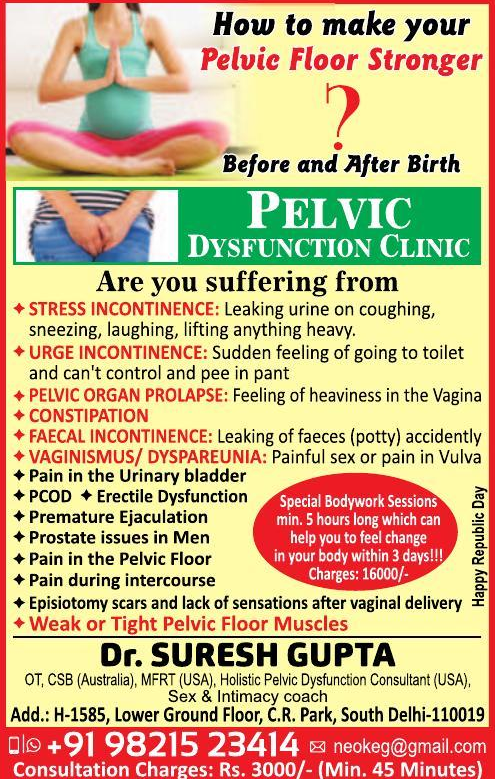 How to make your
Pelvic Floor Stronger
?
Before and After Birth
PELVIC
DYSFUNCTION CLINIC
Are you suffering from
✦ STRESS INCONTINENCE: Leaking urine on coughing,
sneezing, laughing, lifting anything heavy.
✦ URGE INCONTINENCE: Sudden feeling of going to toilet
and can't control and pee in pant
✦ PELVIC ORGAN PROLAPSE: Feeling of heaviness in the Vagina
✦ CONSTIPATION
✦ FAECAL INCONTINENCE: Leaking of faeces (potty) accidently
✦ VAGINISMUS/ DYSPAREUNIA: Painful sex or pain in Vulva
✦ Pain in the Urinary bladder
✦ PCOD ✦ Erectile Dysfunction
✦ Premature Ejaculation
✦ Prostate issues in Men
✦ Pain in the Pelvic Floor
✦ Pain during intercourse
Special Bodywork Sessions
min. 5 hours long which can
help you to feel change
in your body within 3 days!!!
Charges: 16000/-
Happy Republic Day
✦ Episiotomy scars and lack of sensations after vaginal delivery
✦ Weak or Tight Pelvic Floor Muscles
Dr. SURESH GUPTA
OT, CSB (Australia), MFRT (USA), Holistic Pelvic Dysfunction Consultant (USA),
Sex & Intimacy coach
Add.: H-1585, Lower Ground Floor, C.R. Park, South Delhi-110019
+91 98215 23414 ✉ neokeg@gmail.com
Consultation Charges: Rs. 3000/- (Min. 45 Minutes)